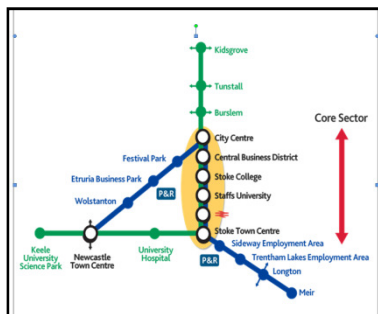 Kidsgrove
Tunstall
Burslem
City Centre
Core Sector
Central Business District
Festival Park
Stoke College
Etruria Business Park
P&R
Staffs University
Wolstanton
Stoke Town Centre
Sideway Employment Area
Keele
University
Science Park
Newcastle
Town Centre
University
Hospital
P&R
Trentham Lakes Employment Area
Longton
Meir